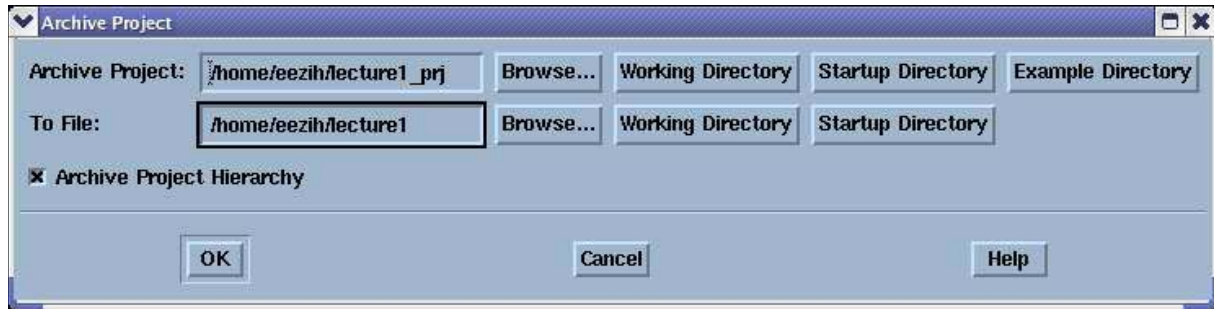 Archive Project
Archive Project: /home/eezih/lecture1_prj Browse... Working Directory Startup Directory Example Directory
To File: /home/eezih/lecture1 Browse... Working Directory Startup Directory
Archive Project Hierarchy
OK Cancel Help